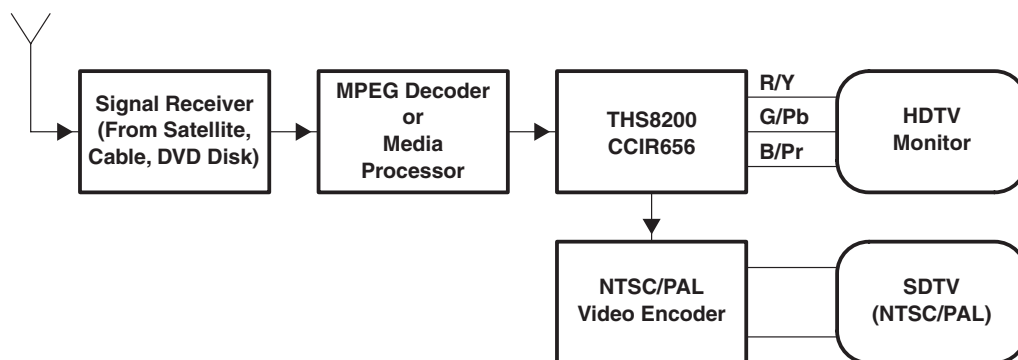 Signal Receiver
(From Satellite,
Cable, DVD Disk)
MPEG Decoder
or
Media
Processor
THS8200
CCIR656
R/Y
G/Pb
B/Pr
HDTV
Monitor
NTSC/PAL
Video Encoder
SDTV
(NTSC/PAL)